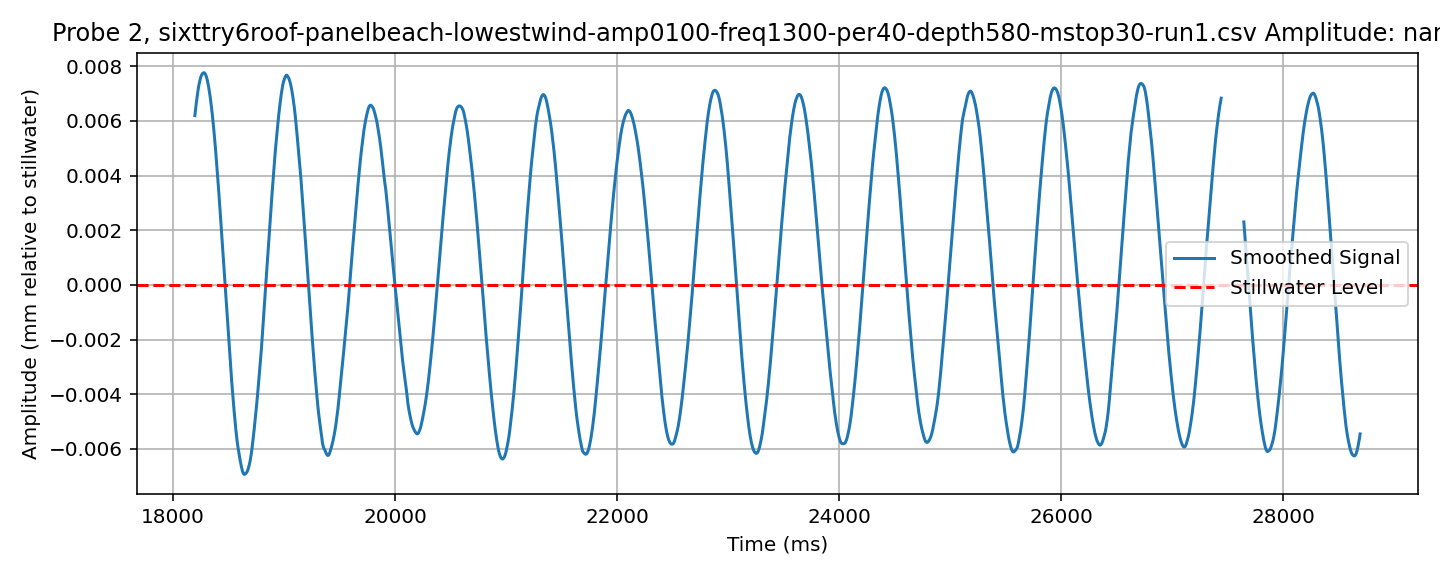 Probe 2, sixttry6roof-panelbeach-lowestwind-amp0100-freq1300-per40-depth580-mstop30-run1.csv Amplitude: nan
0.008
0.006
0.004
0.002
0.000
−0.002
−0.004
−0.006
Amplitude (mm relative to stillwater)
Smoothed Signal
Stillwater Level
18000 20000 22000 24000 26000 28000
Time (ms)